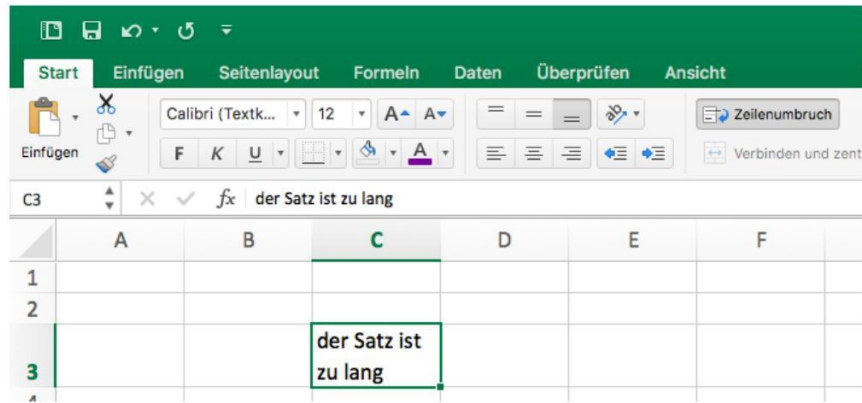 Start Einfügen Seitenlayout Formeln Daten Überprüfen Ansicht
Calibri (Textk... 12 A A Zeilenumbruch
Einfügen F K U A Verbinden und zent
C3 fx der Satz ist zu lang
A B C D E F
1
2
der Satz ist
3 zu lang